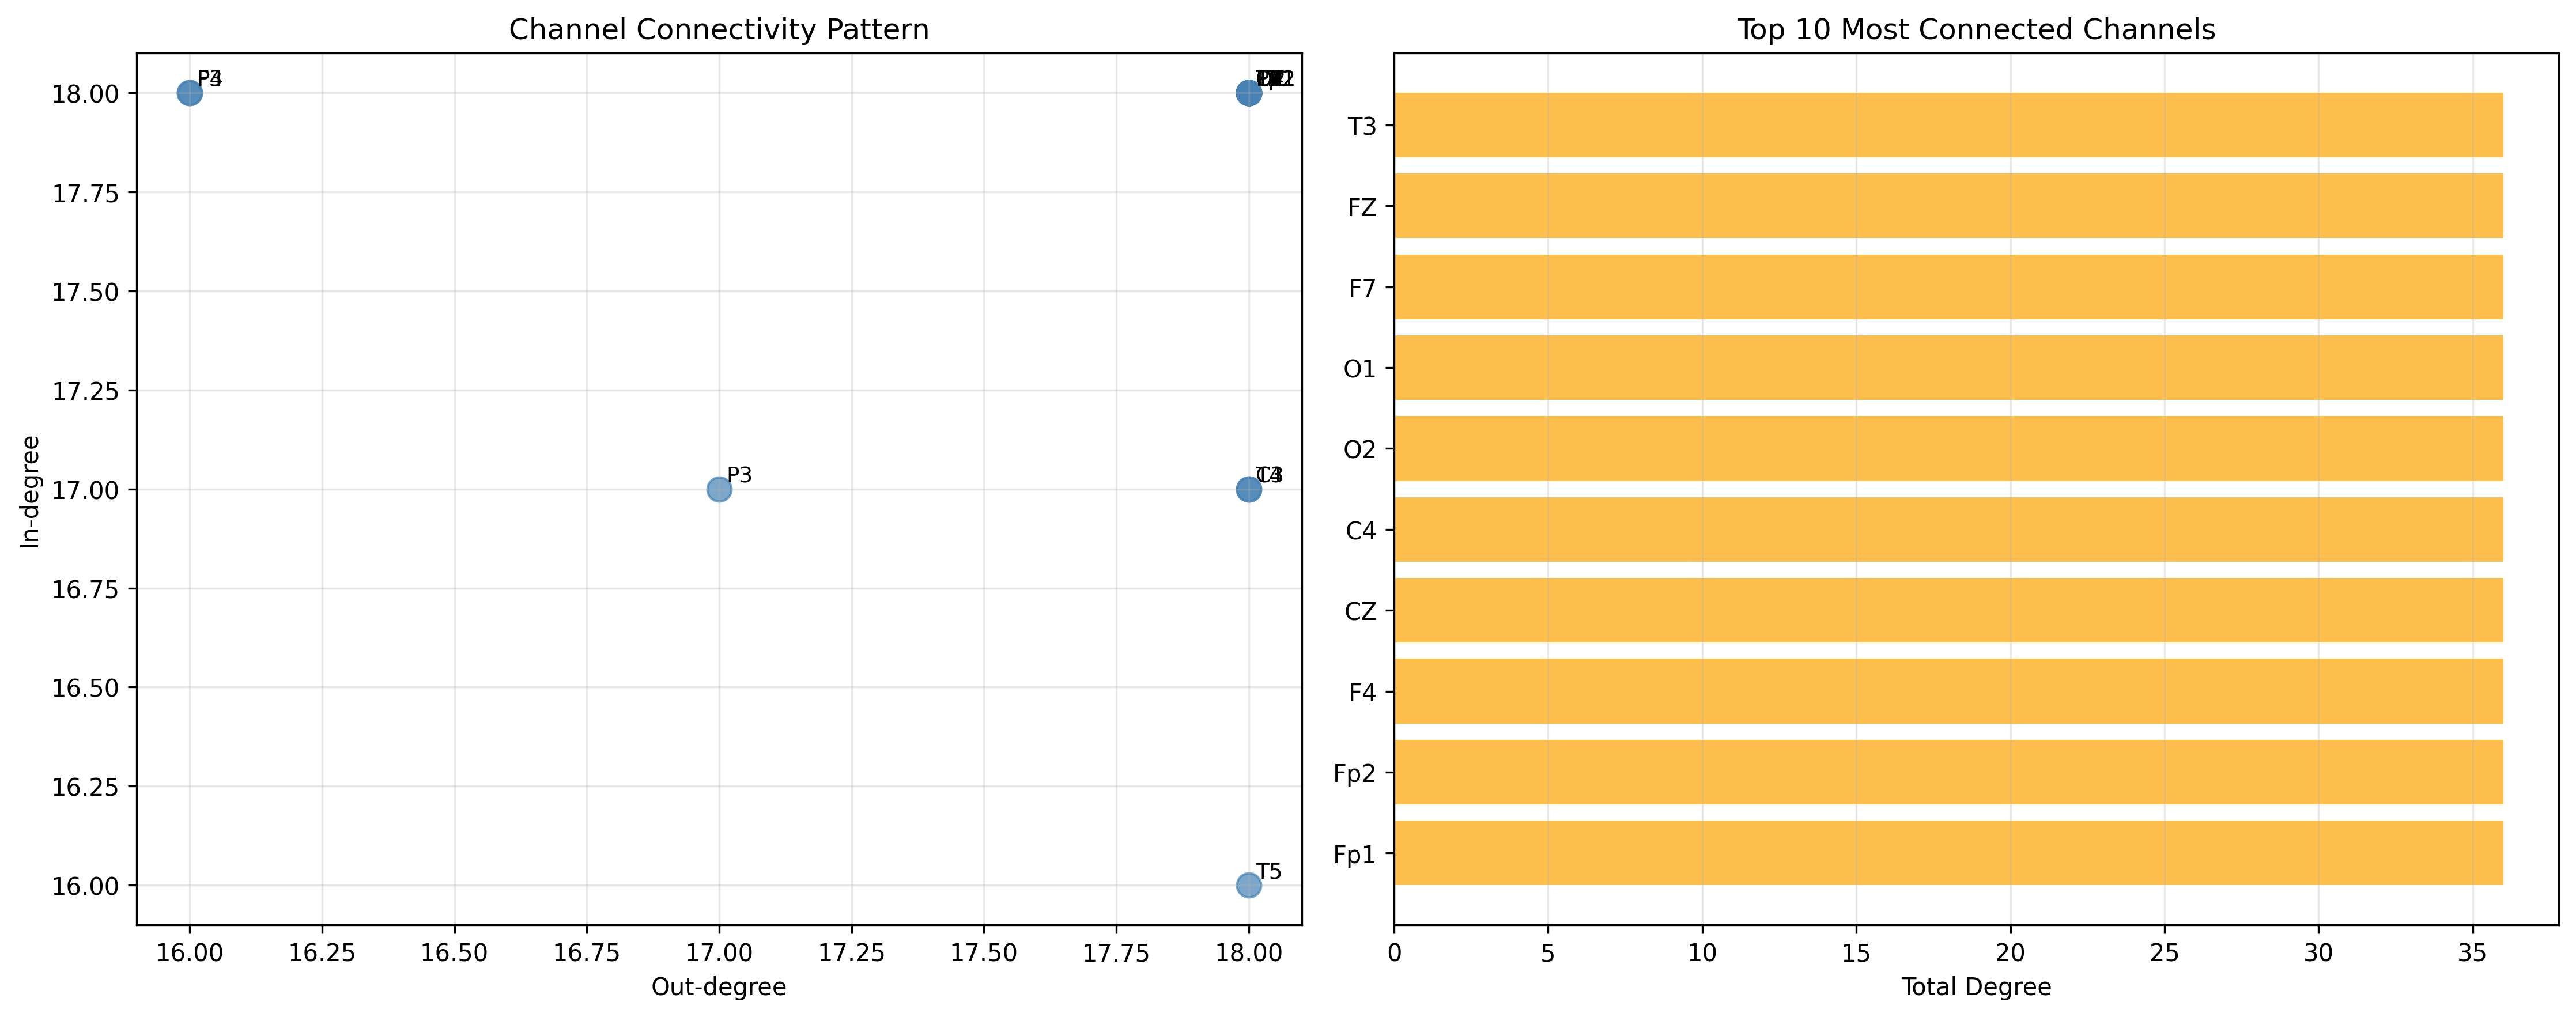 Channel Connectivity Pattern
In-degree
18.00
17.75
17.50
17.25
17.00
16.75
16.50
16.25
16.00
P3
T5
16.00 16.25 16.50 16.75 17.00 17.25 17.50 17.75 18.00
Out-degree
Top 10 Most Connected Channels
T3
FZ
F7
O1
O2
C4
CZ
F4
Fp2
Fp1
0 5 10 15 20 25 30 35
Total Degree